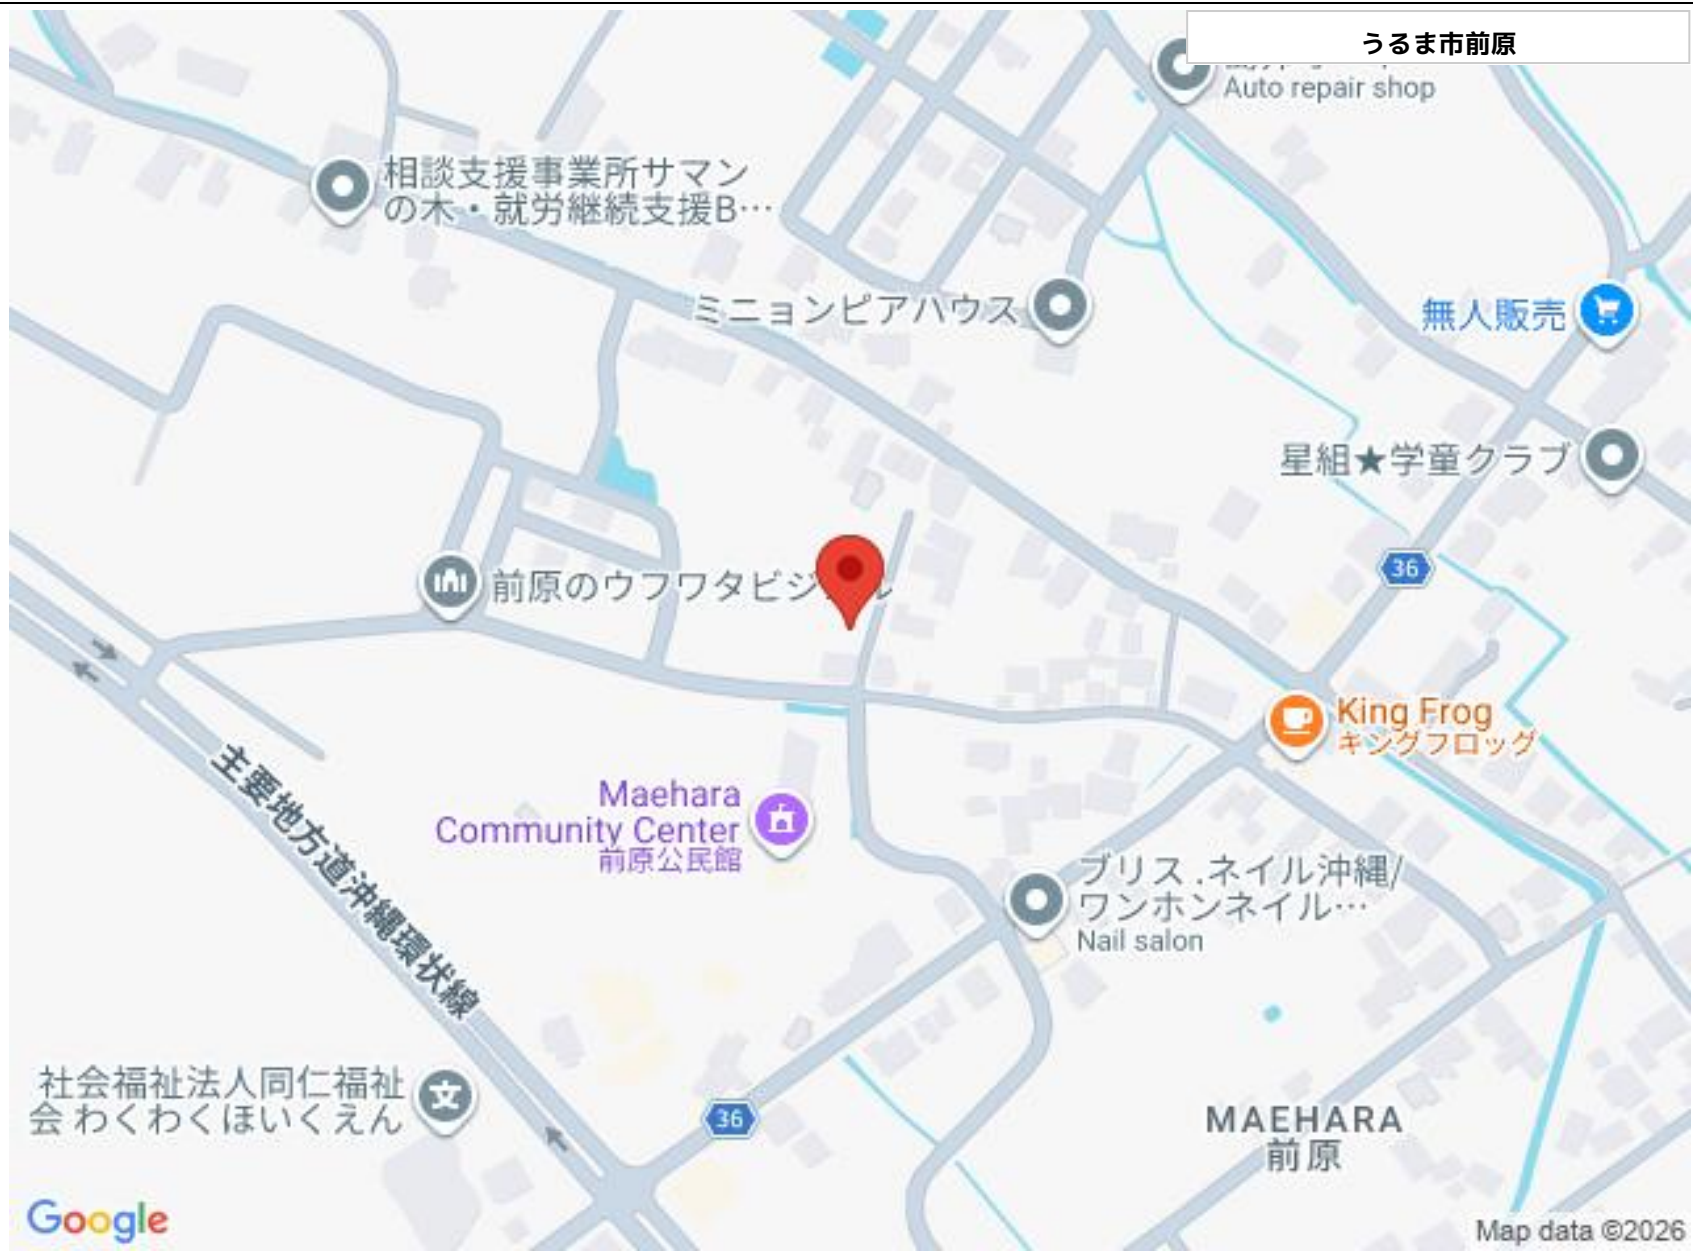 うるま市前原
Auto repair shop
相談支援事業所サマン
の木・就労継続支援B…
ミニョンピアハウス
無人販売
星組★学童クラブ
36
前原のウフワタビジ
ル
King Frog
キングフロッグ
主要地方道沖縄環状線
Maehara
Community Center
前原公民館
ブリス.ネイル沖縄/
ワンホンネイル…
Nail salon
社会福祉法人同仁福祉
会 わくわくほいくえん
36
MAEHARA
前原
Google
Map data ©2026